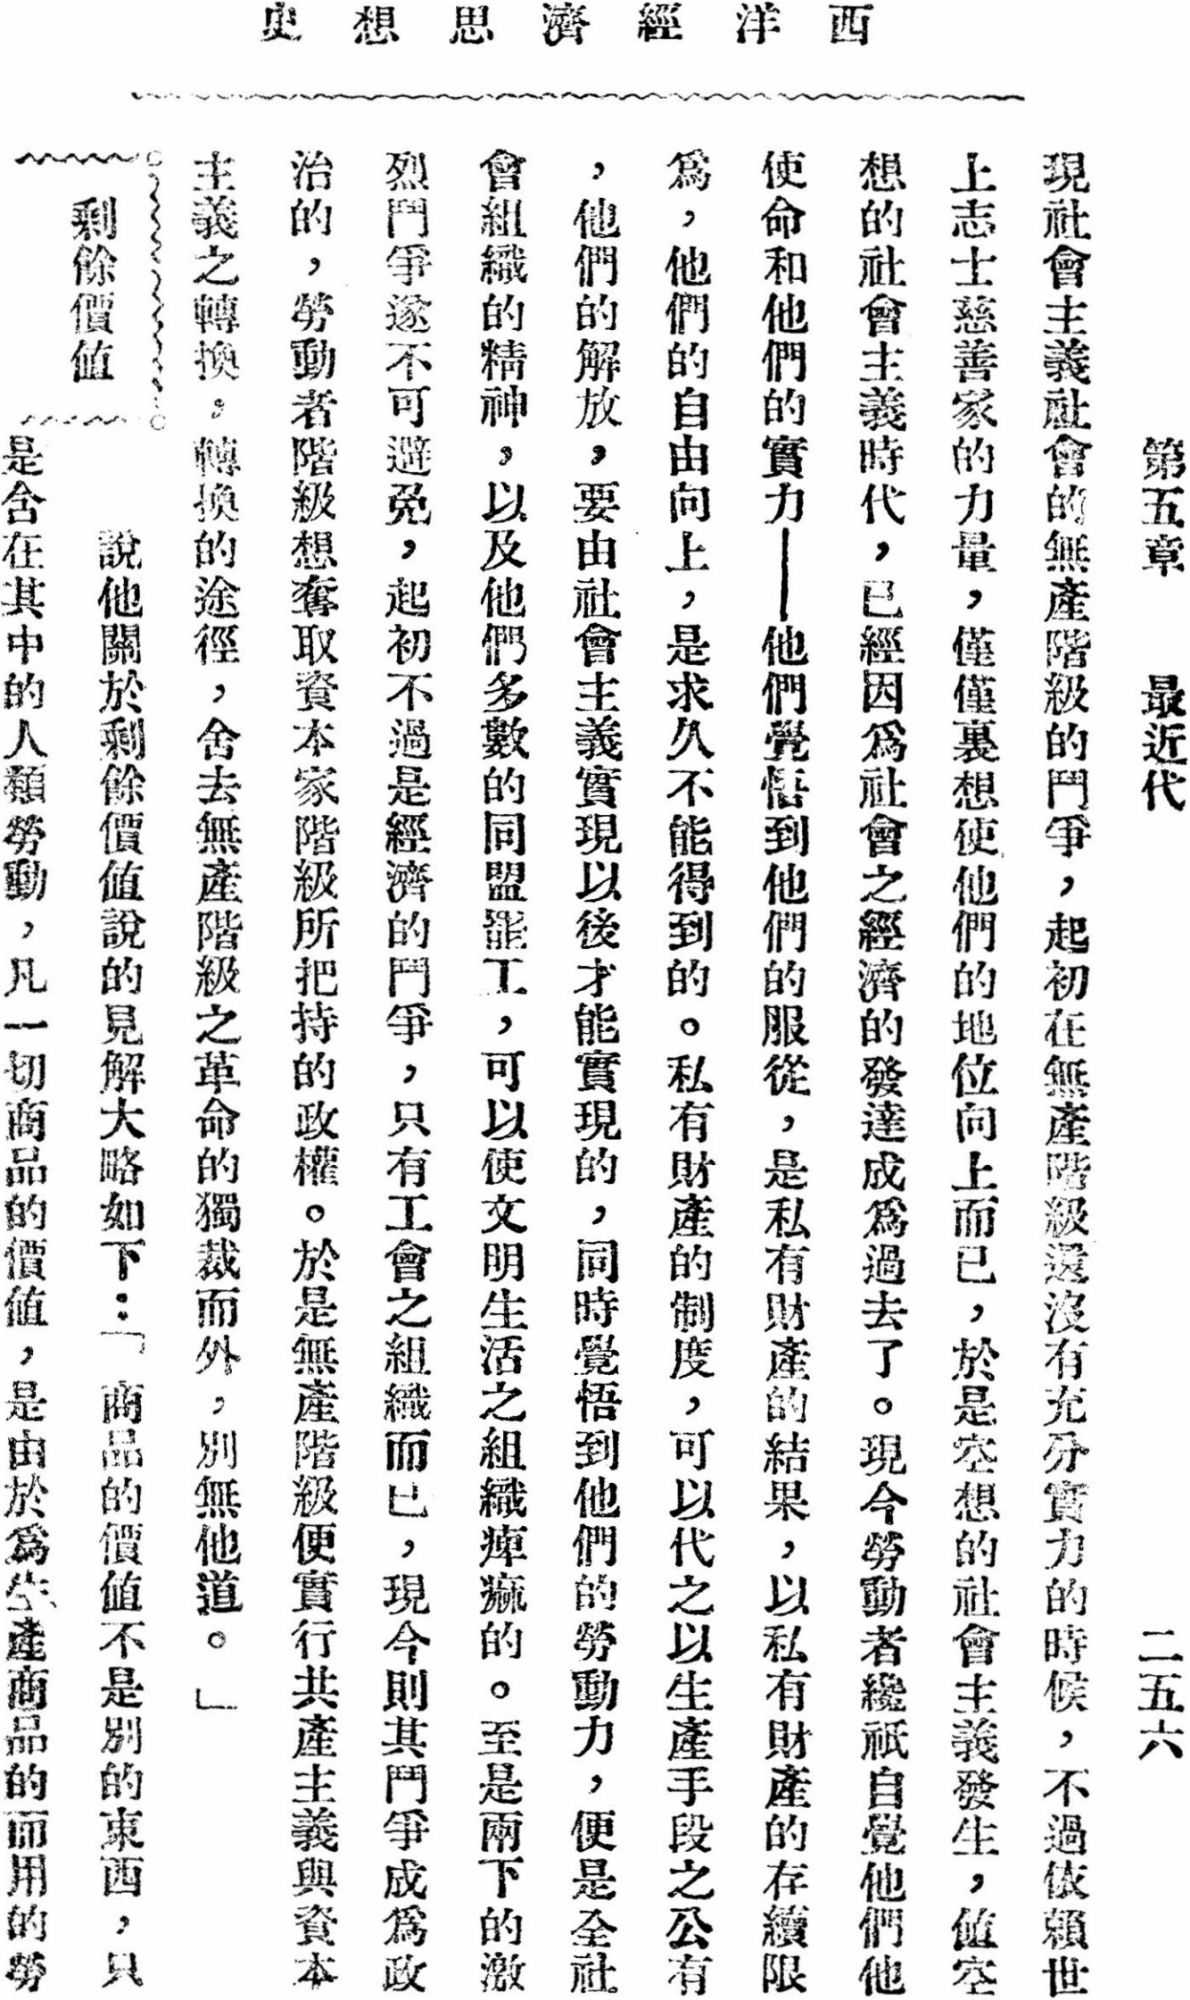 西洋經濟思想史
第五章 最近代 二五六
現社會主義社會的無產階級的鬥爭，起初在無產階級還沒有充分實力的時候，不過依賴世
上志士慈善家的力量，僅僅裏想使他們的地位向上而已，於是空想的社會主義發生，値空
想的社會主義時代，已經因爲社會之經濟的發達成爲過去了。現今勞動者纔祇自覺他們他
使命和他們的實力——他們覺悟到他們的服從，是私有財產的結果，以私有財產的存續限
爲，他們的自由向上，是求久不能得到的。私有財產的制度，可以代之以生產手段之公有
，他們的解放，要由社會主義實現以後才能實現的，同時覺悟到他們的勞動力，便是全社
會組織的精神，以及他們多數的同盟罷工，可以使文明生活之組織痺痲的。至是兩下的激
烈鬥爭遂不可避免，起初不過是經濟的鬥爭，只有工會之組織而已，現今則其鬥爭成爲政
治的，勞動者階級想奪取資本家階級所把持的政權。於是無產階級便實行共產主義與資本
主義之轉換，轉換的途徑，舍去無產階級之革命的獨裁而外，別無他道。」
剩餘價値
說他關於剩餘價値說的見解大略如下：「商品的價値不是別的東西，只
是含在其中的人類勞動，凡一切商品的價値，是由於爲生產商品的而用的勞